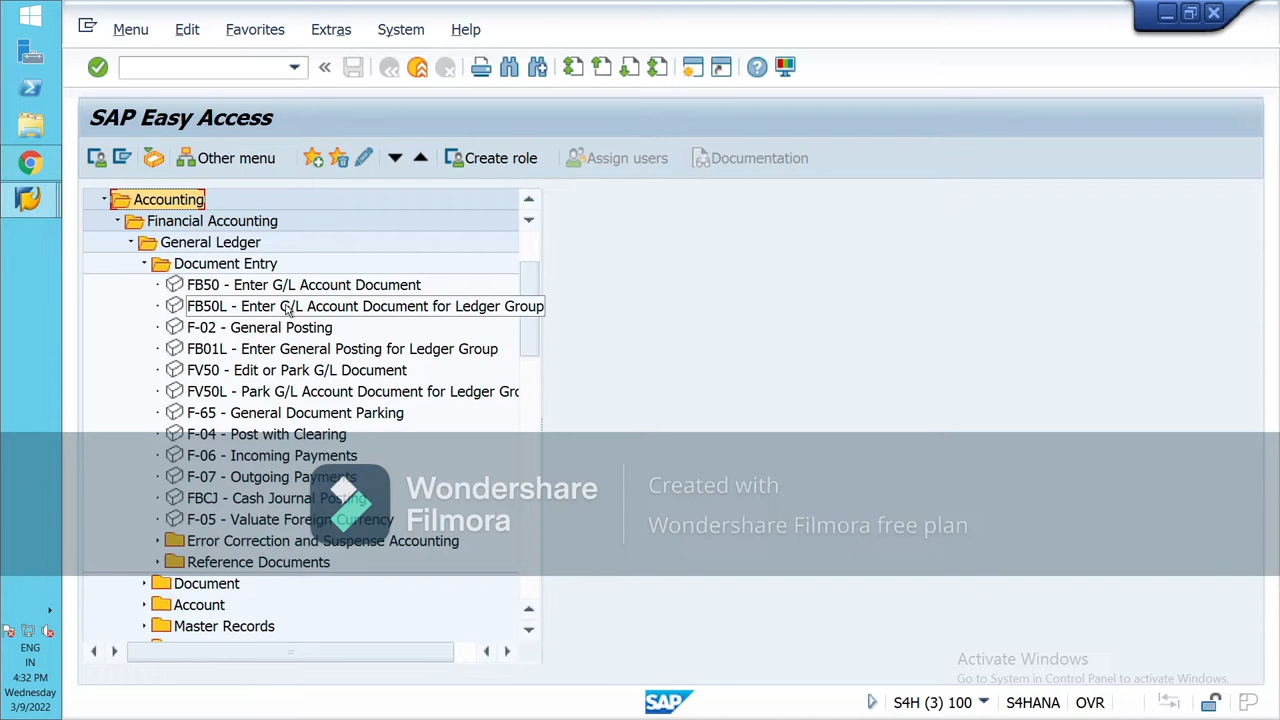 Menu Edit Favorites Extras System Help
SAP Easy Access
Other menu Create role Assign users Documentation
Accounting
Financial Accounting
General Ledger
Document Entry
FB50 - Enter G/L Account Document
FB50L - Enter G/L Account Document for Ledger Group
F-02 - General Posting
FB01L - Enter General Posting for Ledger Group
FV50 - Edit or Park G/L Document
FV50L - Park G/L Account Document for Ledger Gro
F-65 - General Document Parking
F-04 - Post with Clearing
F-06 - Incoming Payments
F-07 - Outgoing Payments
FBCJ - Cash Journal Posting
F-05 - Valuate Foreign Currency
Error Correction and Suspense Accounting
Reference Documents
Document
Account
Master Records
Wondershare
Filmora
Created with
Wondershare Filmora free plan
Activate Windows
Go to System in Control Panel to activate Windows.
ENG
IN
4:32 PM
Wednesday
3/9/2022
SAP
S4H (3) 100 S4HANA OVR